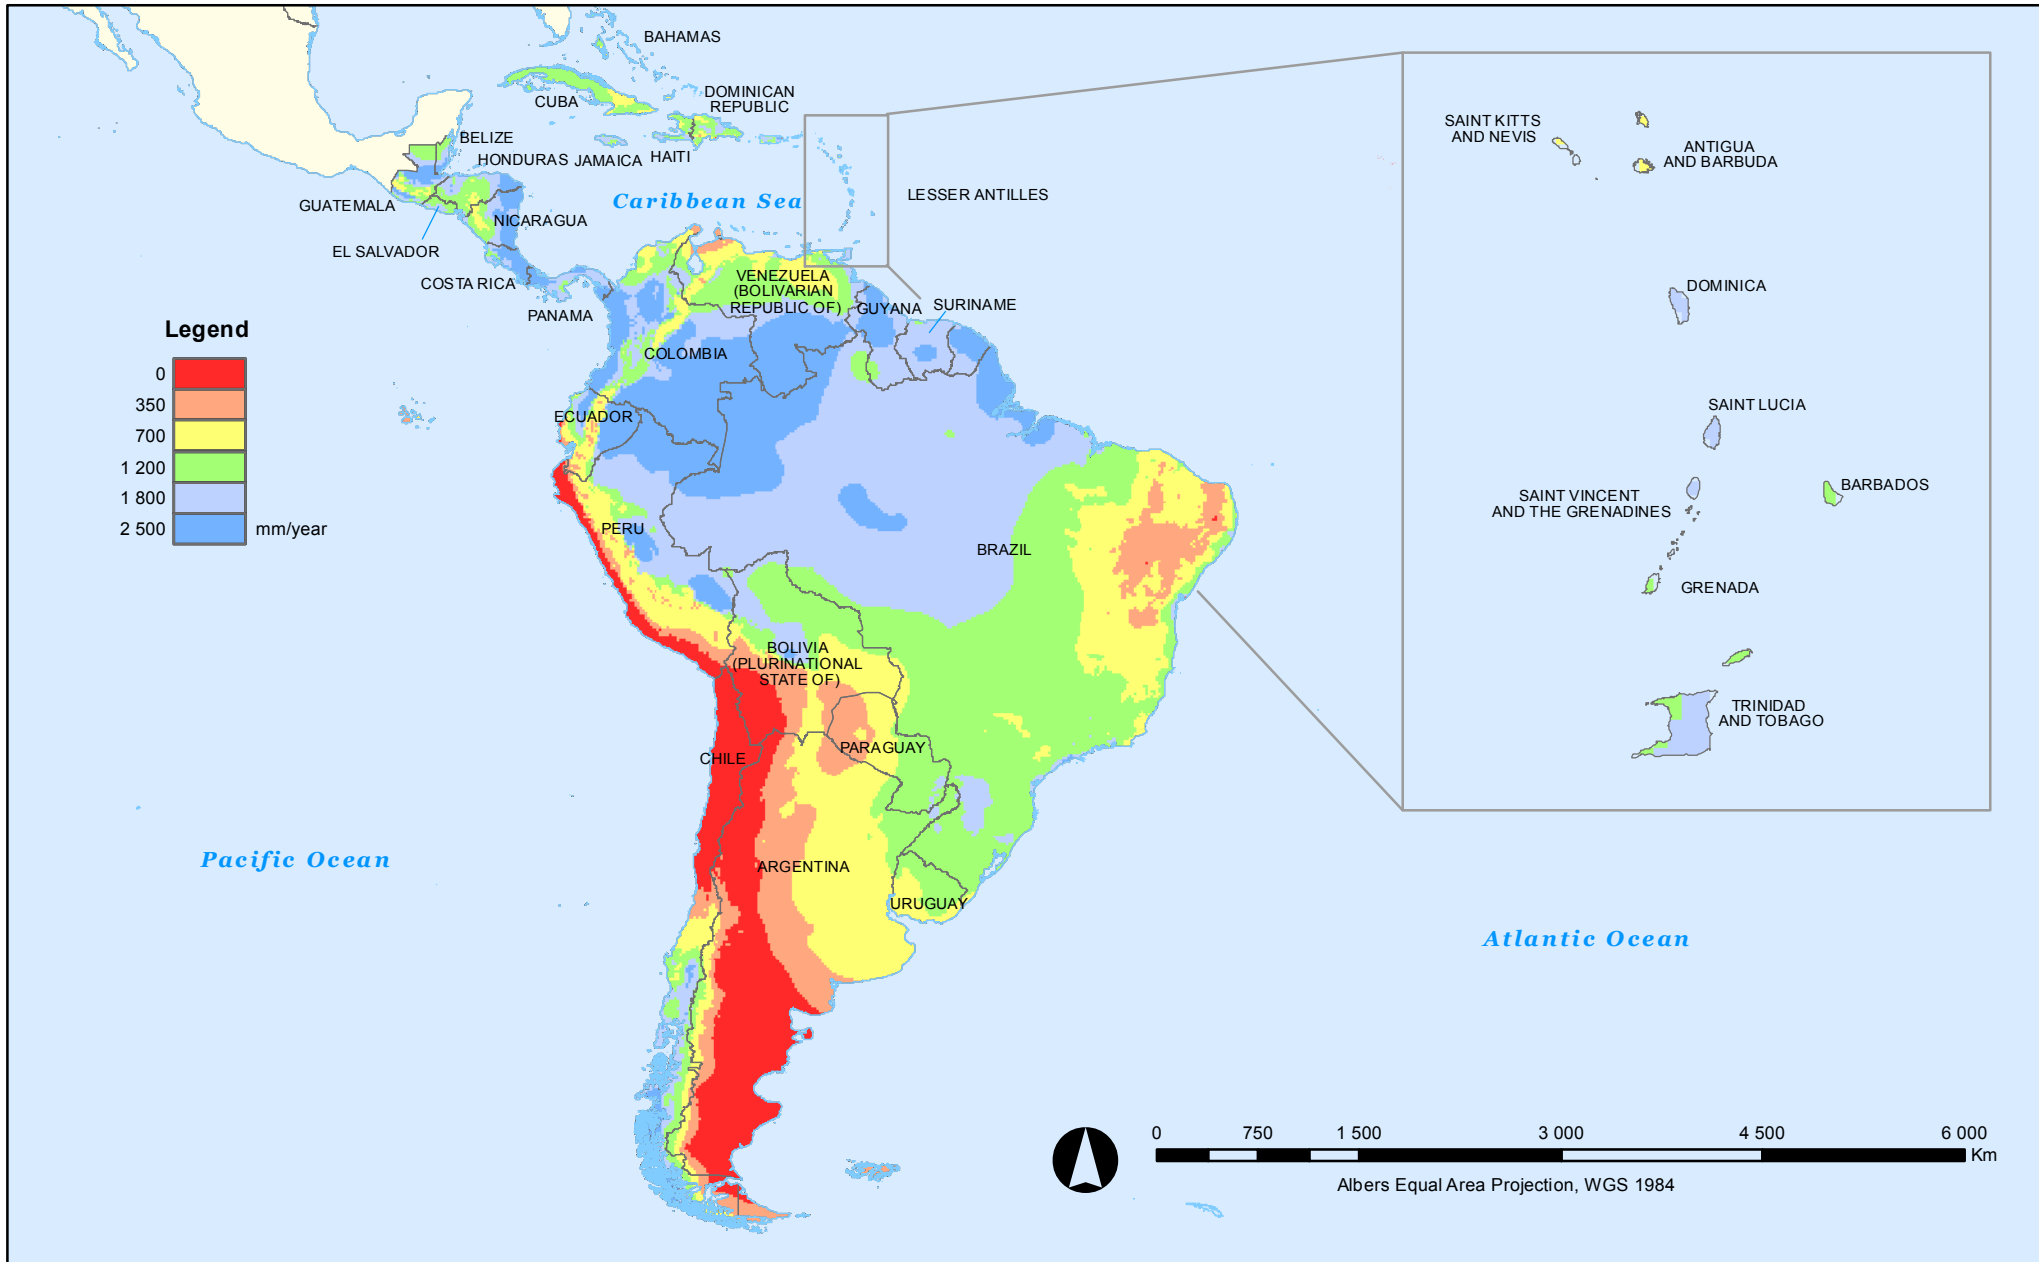 BAHAMAS
CUBA
DOMINICAN
REPUBLIC
BELIZE
HONDURAS
JAMAICA
HAITI
Caribbean Sea
LESSER ANTILLES
GUATEMALA
NICARAGUA
EL SALVADOR
COSTA RICA
PANAMA
VENEZUELA
(BOLIVARIAN
REPUBLIC OF)
GUYANA
SURINAME
COLOMBIA
ECUADOR
PERU
BRAZIL
BOLIVIA
(PLURINATIONAL
STATE OF)
PARAGUAY
CHILE
ARGENTINA
URUGUAY
Pacific Ocean
Atlantic Ocean
Legend
0
350
700
1 200
1 800
2 500
mm/year
SAINT KITTS
AND NEVIS
ANTIGUA
AND BARBUDA
DOMINICA
SAINT LUCIA
SAINT VINCENT
AND THE GRENADINES
BARBADOS
GRENADA
TRINIDAD
AND TOBAGO
0 750 1 500 3 000 4 500 6 000
Km
Albers Equal Area Projection, WGS 1984